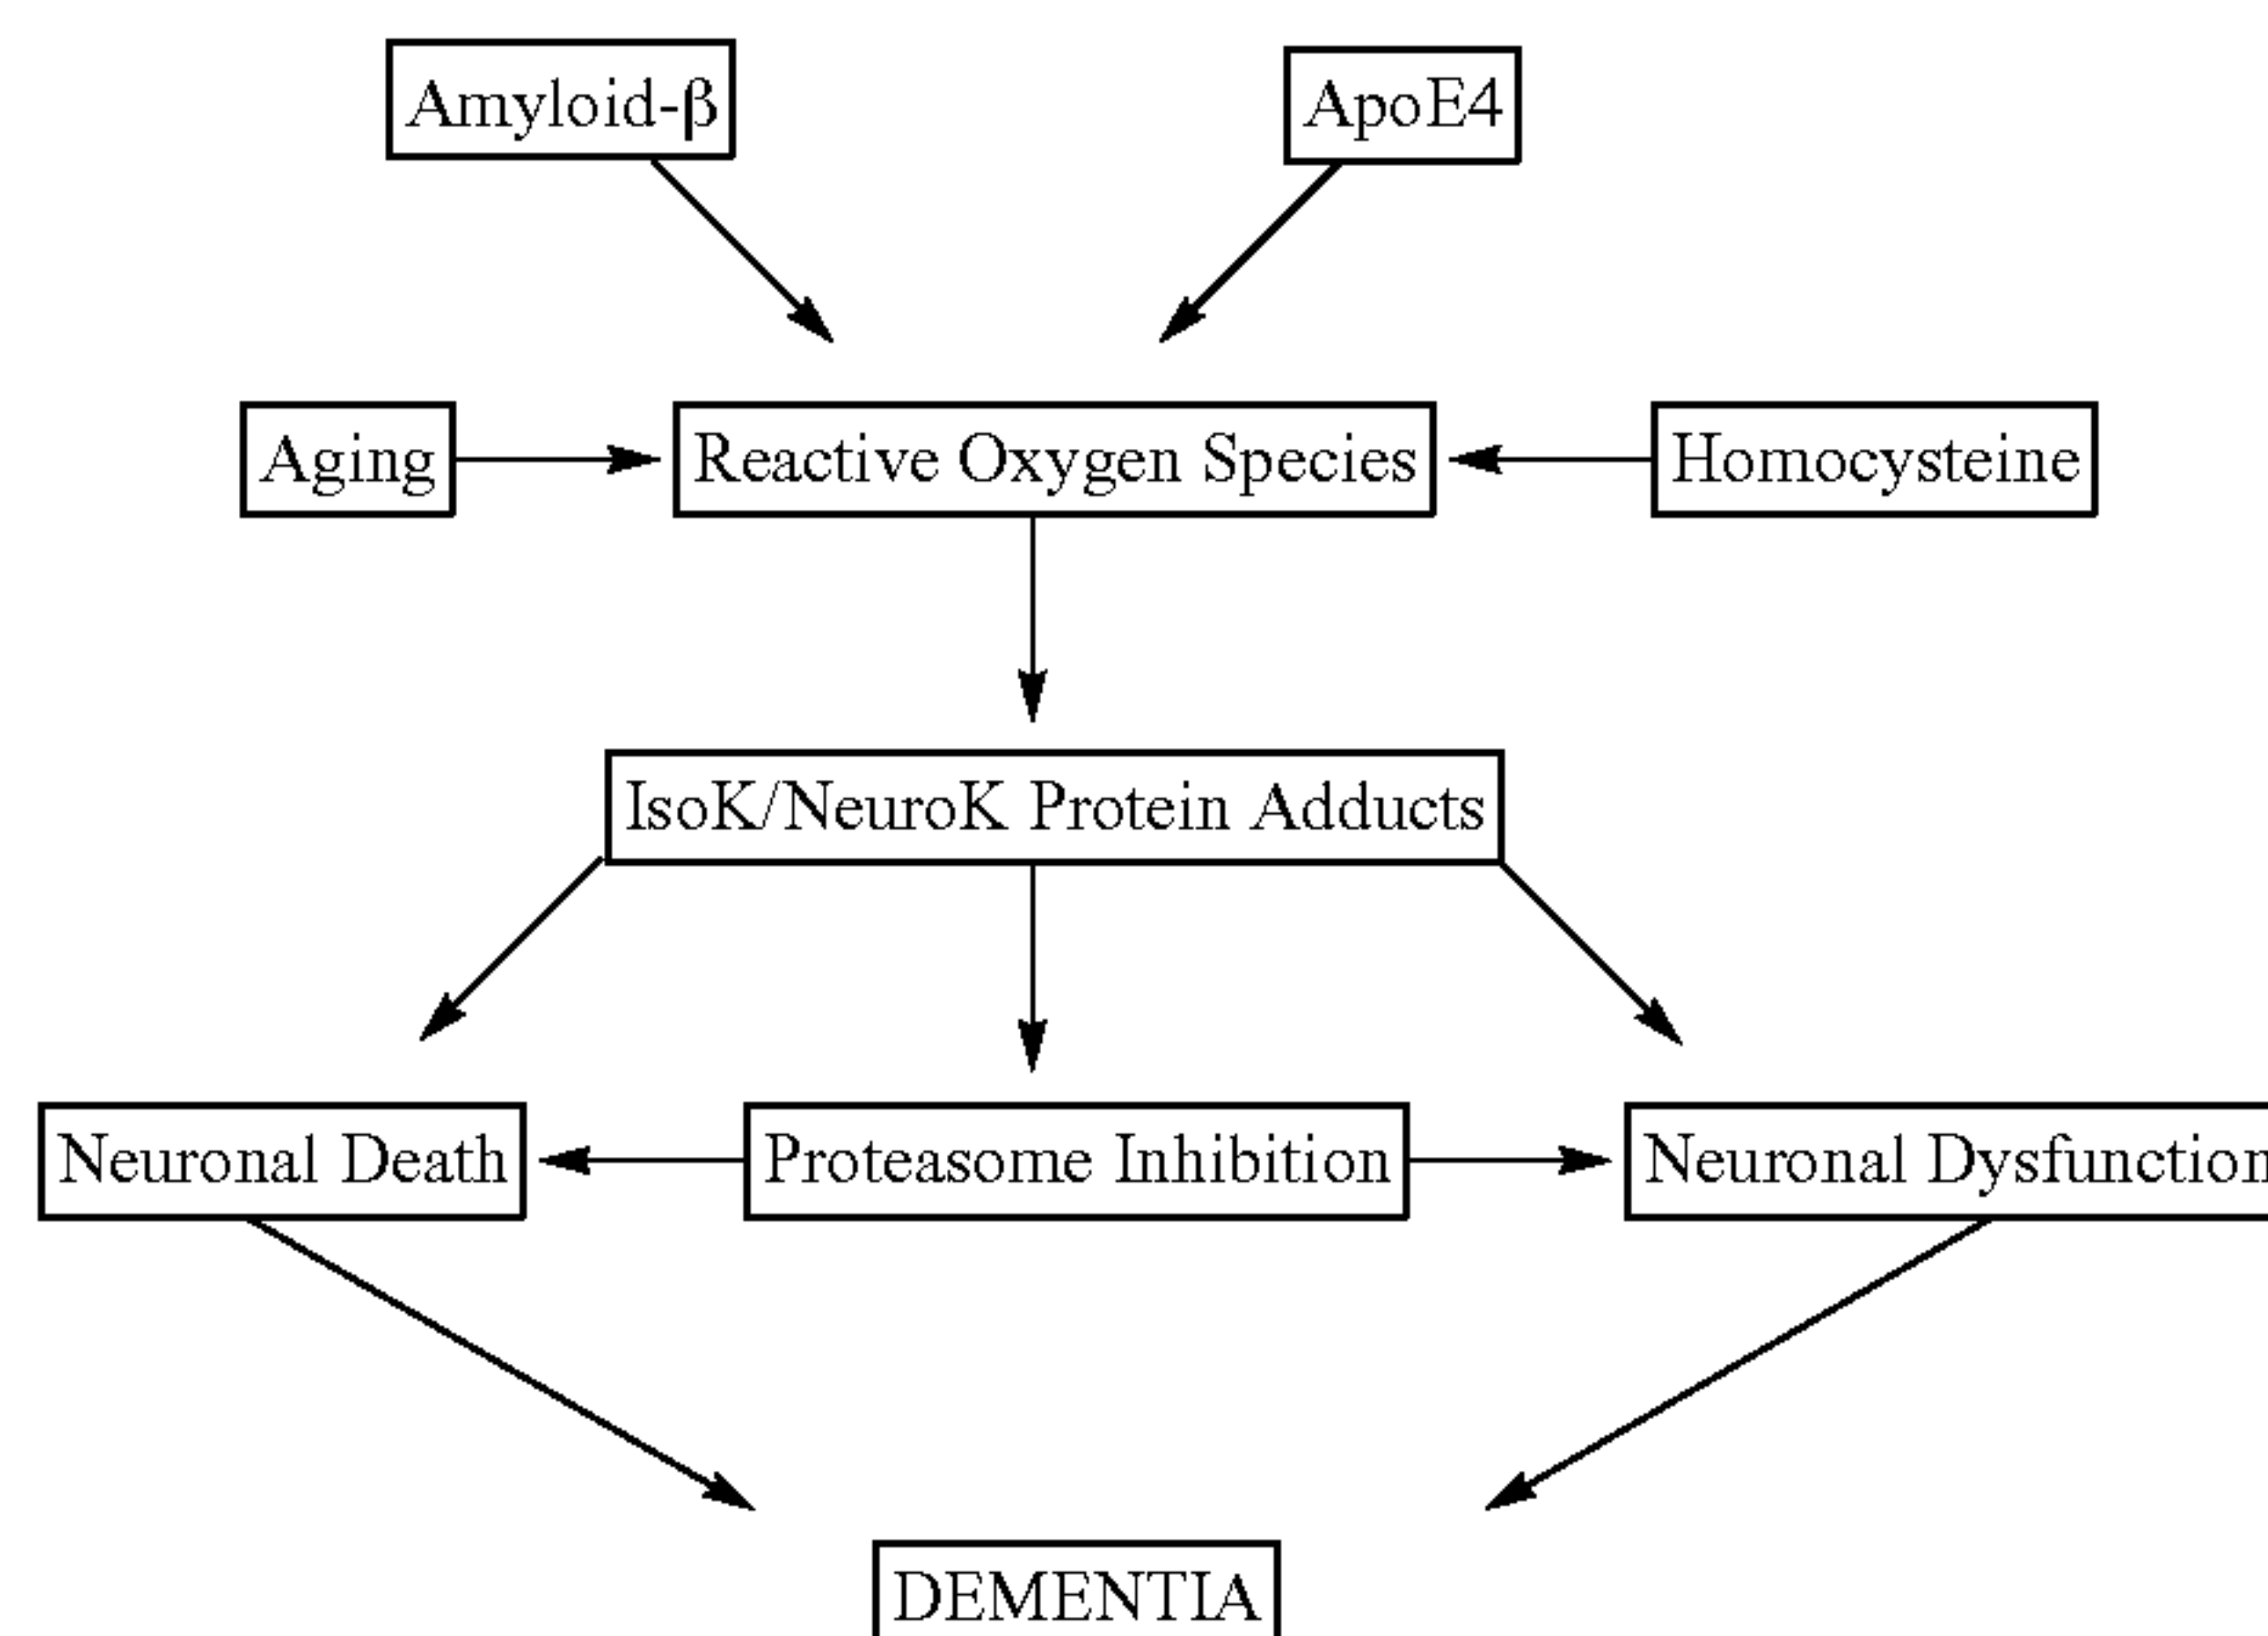 Amyloid-β
ApoE4
Aging
Reactive Oxygen Species
Homocysteine
IsoK/NeuroK Protein Adducts
Neuronal Death
Proteasome Inhibition
Neuronal Dysfunction
DEMENTIA